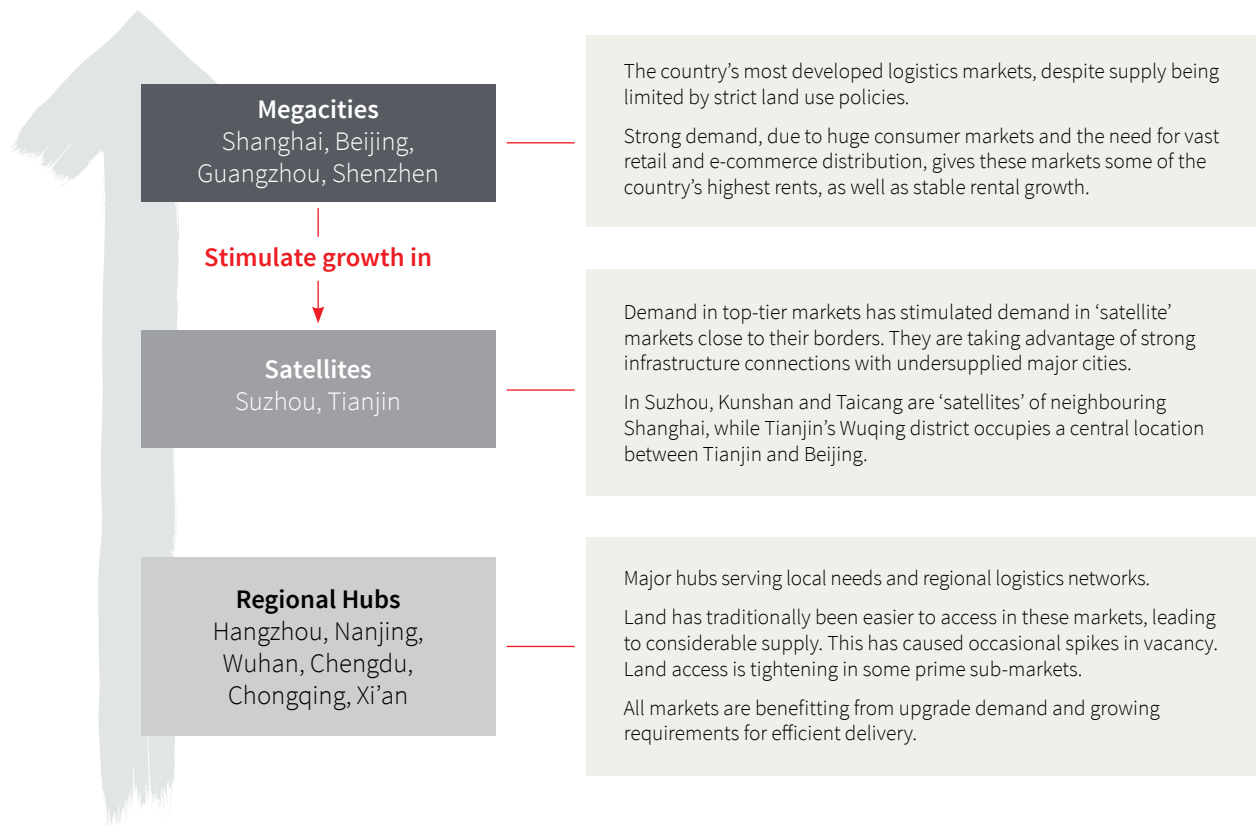 Megacities
Shanghai, Beijing,
Guangzhou, Shenzhen
The country’s most developed logistics markets, despite supply being
limited by strict land use policies.
Strong demand, due to huge consumer markets and the need for vast
retail and e-commerce distribution, gives these markets some of the
country’s highest rents, as well as stable rental growth.
Stimulate growth in
Satellites
Suzhou, Tianjin
Demand in top-tier markets has stimulated demand in ‘satellite’
markets close to their borders. They are taking advantage of strong
infrastructure connections with undersupplied major cities.
In Suzhou, Kunshan and Taicang are ‘satellites’ of neighbouring
Shanghai, while Tianjin’s Wuqing district occupies a central location
between Tianjin and Beijing.
Regional Hubs
Hangzhou, Nanjing,
Wuhan, Chengdu,
Chongqing, Xi’an
Major hubs serving local needs and regional logistics networks.
Land has traditionally been easier to access in these markets, leading
to considerable supply. This has caused occasional spikes in vacancy.
Land access is tightening in some prime sub-markets.
All markets are benefitting from upgrade demand and growing
requirements for efficient delivery.